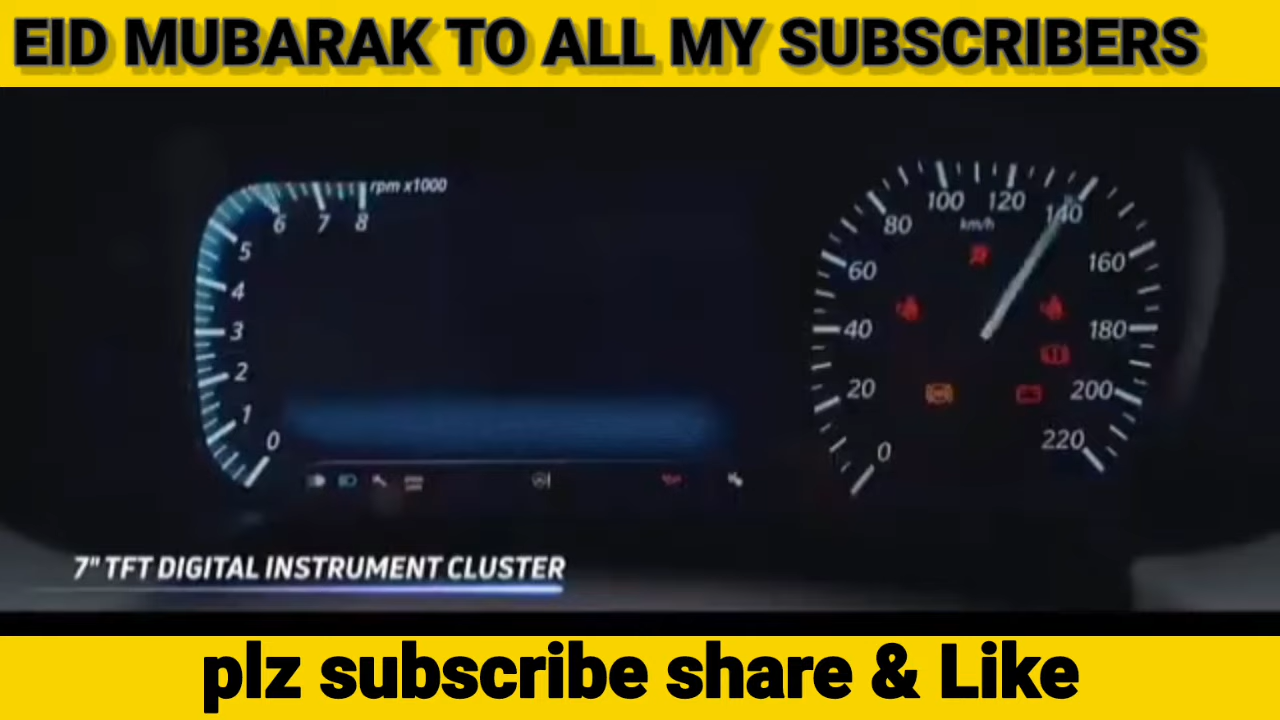 EID MUBARAK TO ALL MY SUBSCRIBERS
rpm x1000
6 7 8
5
4
3
2
1
0
100 120
80 140
km/h
60 160
40 180
20 200
0 220
7" TFT DIGITAL INSTRUMENT CLUSTER
plz subscribe share & Like